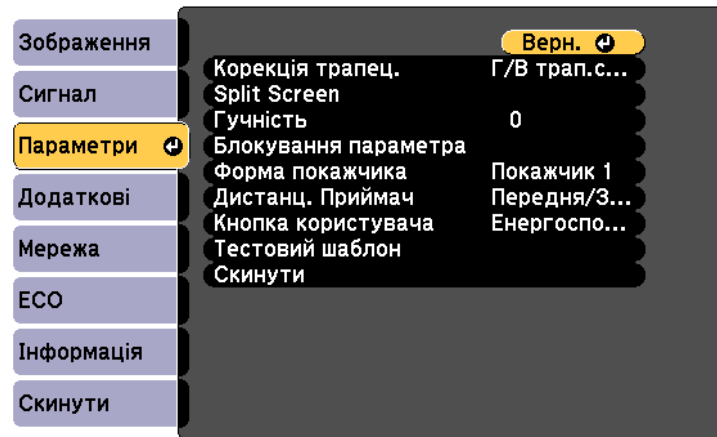 Зображення
Сигнал
Параметри
Додаткові
Мережа
ECO
Інформація
Скинути
Верн.
Корекція трапец. Г/В трап.с...
Split Screen
Гучність 0
Блокування параметра
Форма покажчика Покажчик 1
Дистанц. Приймач Передня/З...
Кнопка користувача Енергоспо...
Тестовий шаблон
Скинути